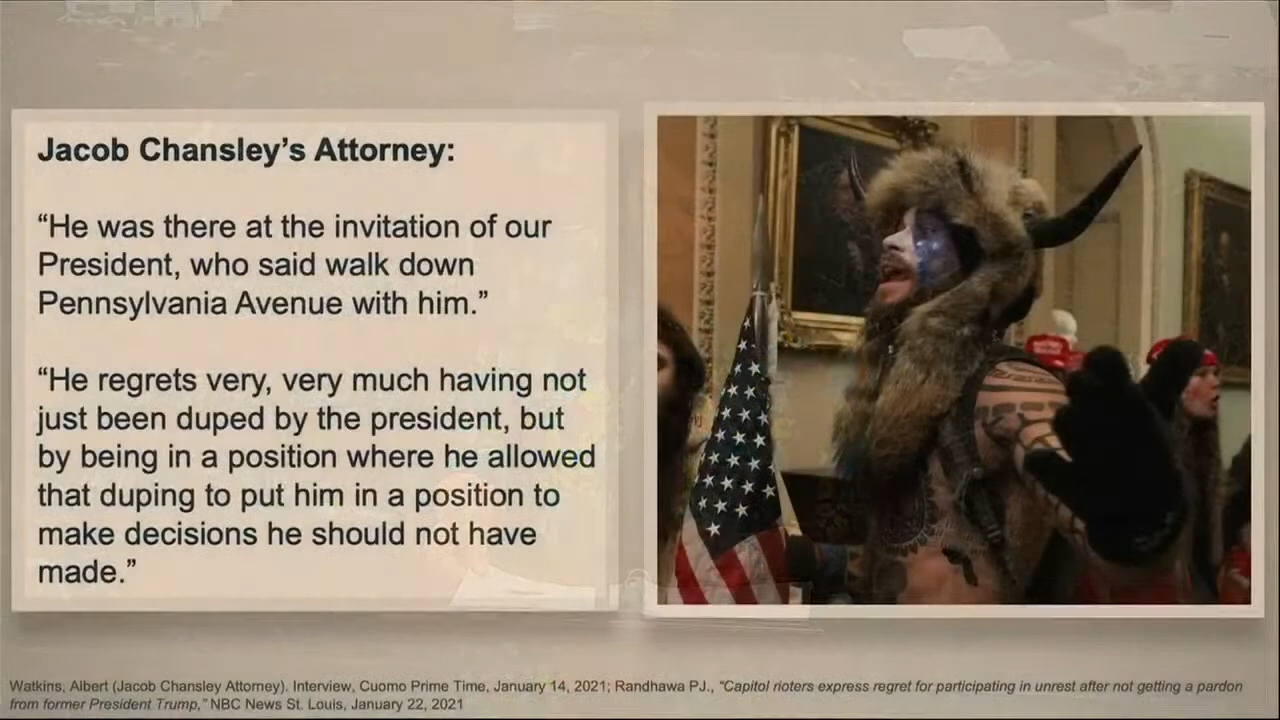 Jacob Chansley’s Attorney:
“He was there at the invitation of our
President, who said walk down
Pennsylvania Avenue with him.”
“He regrets very, very much having not
just been duped by the president, but
by being in a position where he allowed
that duping to put him in a position to
make decisions he should not have
made.”
Watkins, Albert (Jacob Chansley Attorney). Interview, Cuomo Prime Time, January 14, 2021; Randhawa PJ., “Capitol rioters express regret for participating in unrest after not getting a pardon
from former President Trump,” NBC News St. Louis, January 22, 2021